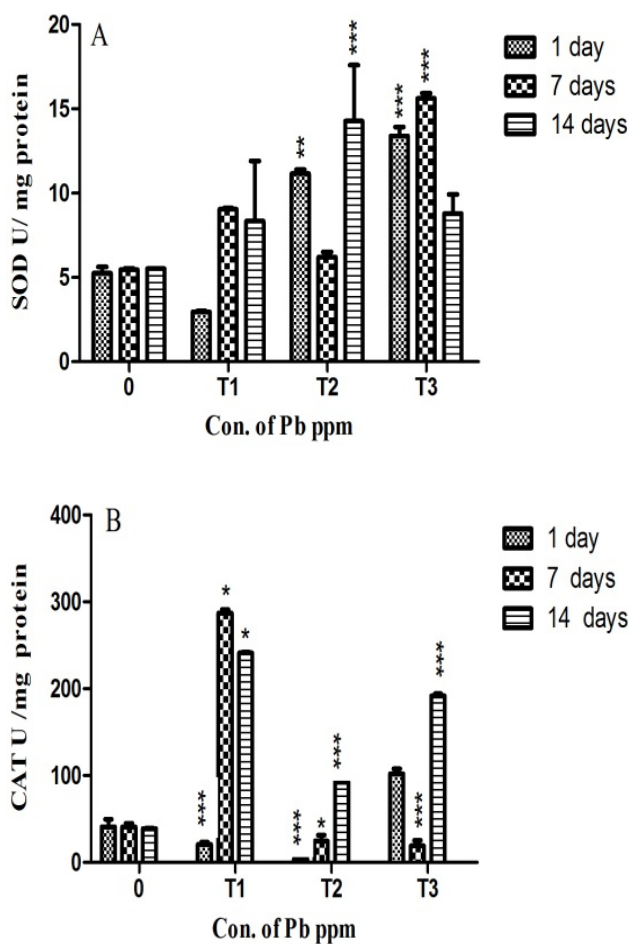 A
20
15
10
5
0
SOD U/ mg protein
**
***
***
***
0 T1 T2 T3
Con. of Pb ppm
1 day
7 days
14 days
B
400
300
200
100
0
CAT U /mg protein
***
*
*
***
*
***
***
***
0 T1 T2 T3
Con. of Pb ppm
1 day
7 days
14 days